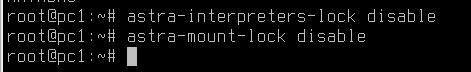 root@pc1:~# astra-interpreters-lock disable
root@pc1:~# astra-mount-lock disable
root@pc1:~#